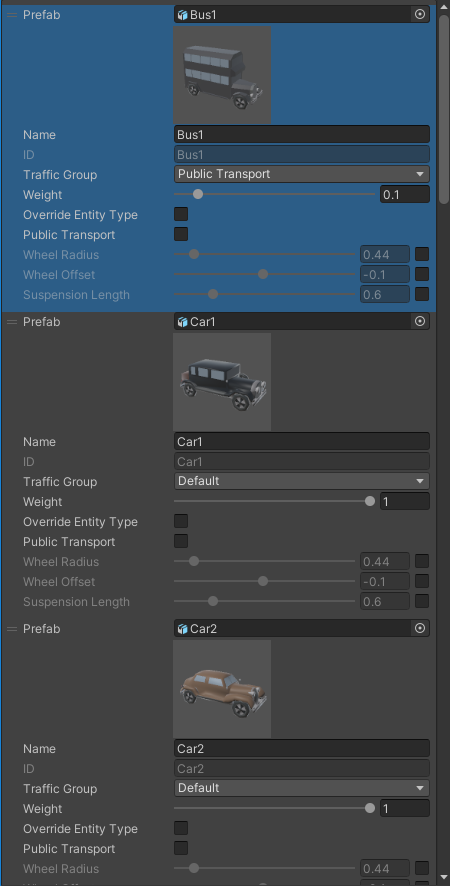 Prefab Bus1
Name Bus1
ID Bus1
Traffic Group Public Transport
Weight 0.1
Override Entity Type
Public Transport
Wheel Radius 0.44
Wheel Offset -0.1
Suspension Length 0.6
Prefab Car1
Name Car1
ID Car1
Traffic Group Default
Weight 1
Override Entity Type
Public Transport
Wheel Radius 0.44
Wheel Offset -0.1
Suspension Length 0.6
Prefab Car2
Name Car2
ID Car2
Traffic Group Default
Weight 1
Override Entity Type
Public Transport
Wheel Radius 0.44